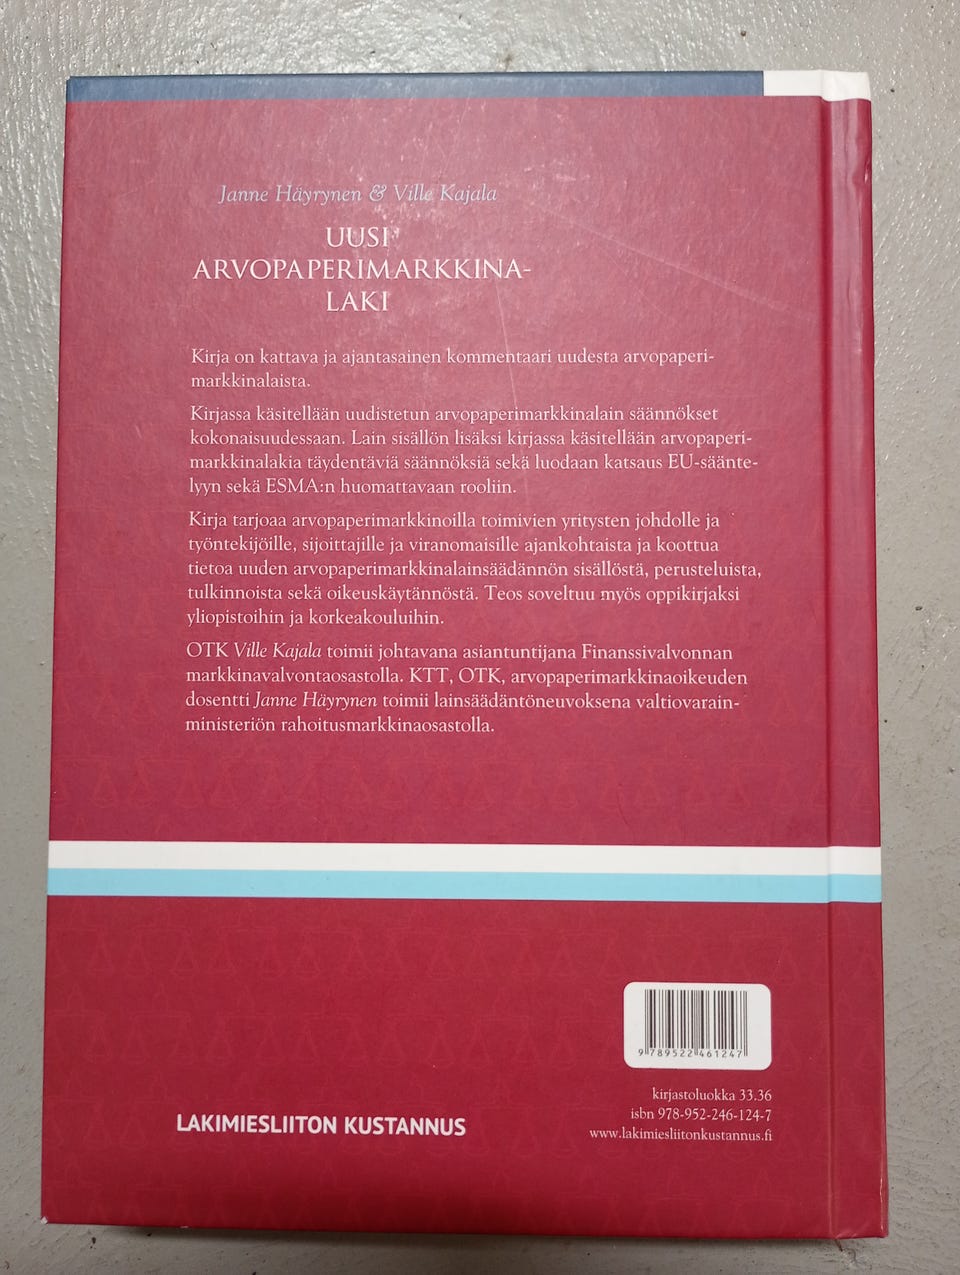 Janne Häyrynen & Ville Kajala
UUSI
ARVOPAPERIMARKKINA-
LAKI
Kirja on kattava ja ajantasainen kommentaari uudesta arvopaperi-
markkinalaista.
Kirjassa käsitellään uudistetun arvopaperimarkkinalain säännökset
kokonaisuudessaan. Lain sisällön lisäksi kirjassa käsitellään arvopaperi-
markkinalakia täydentäviä säännöksiä sekä luodaan katsaus EU-sääнte-
lyyn sekä ESMA:n huomattavaan rooliin.
Kirja tarjoaa arvopaperimarkkinoilla toimivien yritysten johdolle ja
työntekijöille, sijoittajille ja viranomaisille ajankohtaista ja koottua
tietoa uuden arvopaperimarkkinalainsäädännön sisällöstä, perusteluista,
tulkinnoista sekä oikeuskäytännöstä. Teos soveltuu myös oppikirjaksi
yliopistoihin ja korkeakouluihin.
OTK Ville Kajala toimii johtavana asiantuntijana Finanssivalvonnan
markkinavalvontaosastolla. KTT, OTK, arvopaperimarkkinaoikeuden
dosentti Janne Häyrynen toimii lainsäädäntöneuvoksena valtiovarain-
ministeriön rahoitusmarkkinaosastolla.
9 789522 461247
kirjastoluokka 33.36
isbn 978-952-246-124-7
www.lakimiesliitonkustannus.fi
LAKIMIESLIITON KUSTANNUS